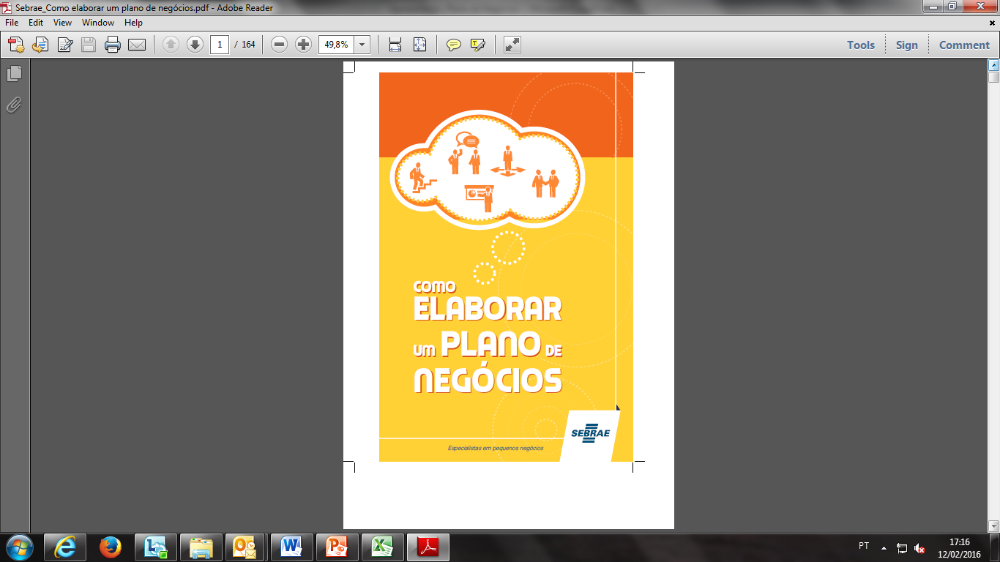 Sebrae_Como elaborar um plano de negócios.pdf - Adobe Reader
File Edit View Window Help
1 / 164 49,8% Tools Sign Comment
COMO
ELABORAR
UM PLANO DE
NEGÓCIOS
SEBRAE
Especialistas em pequenos negócios
PT 17:16
12/02/2016